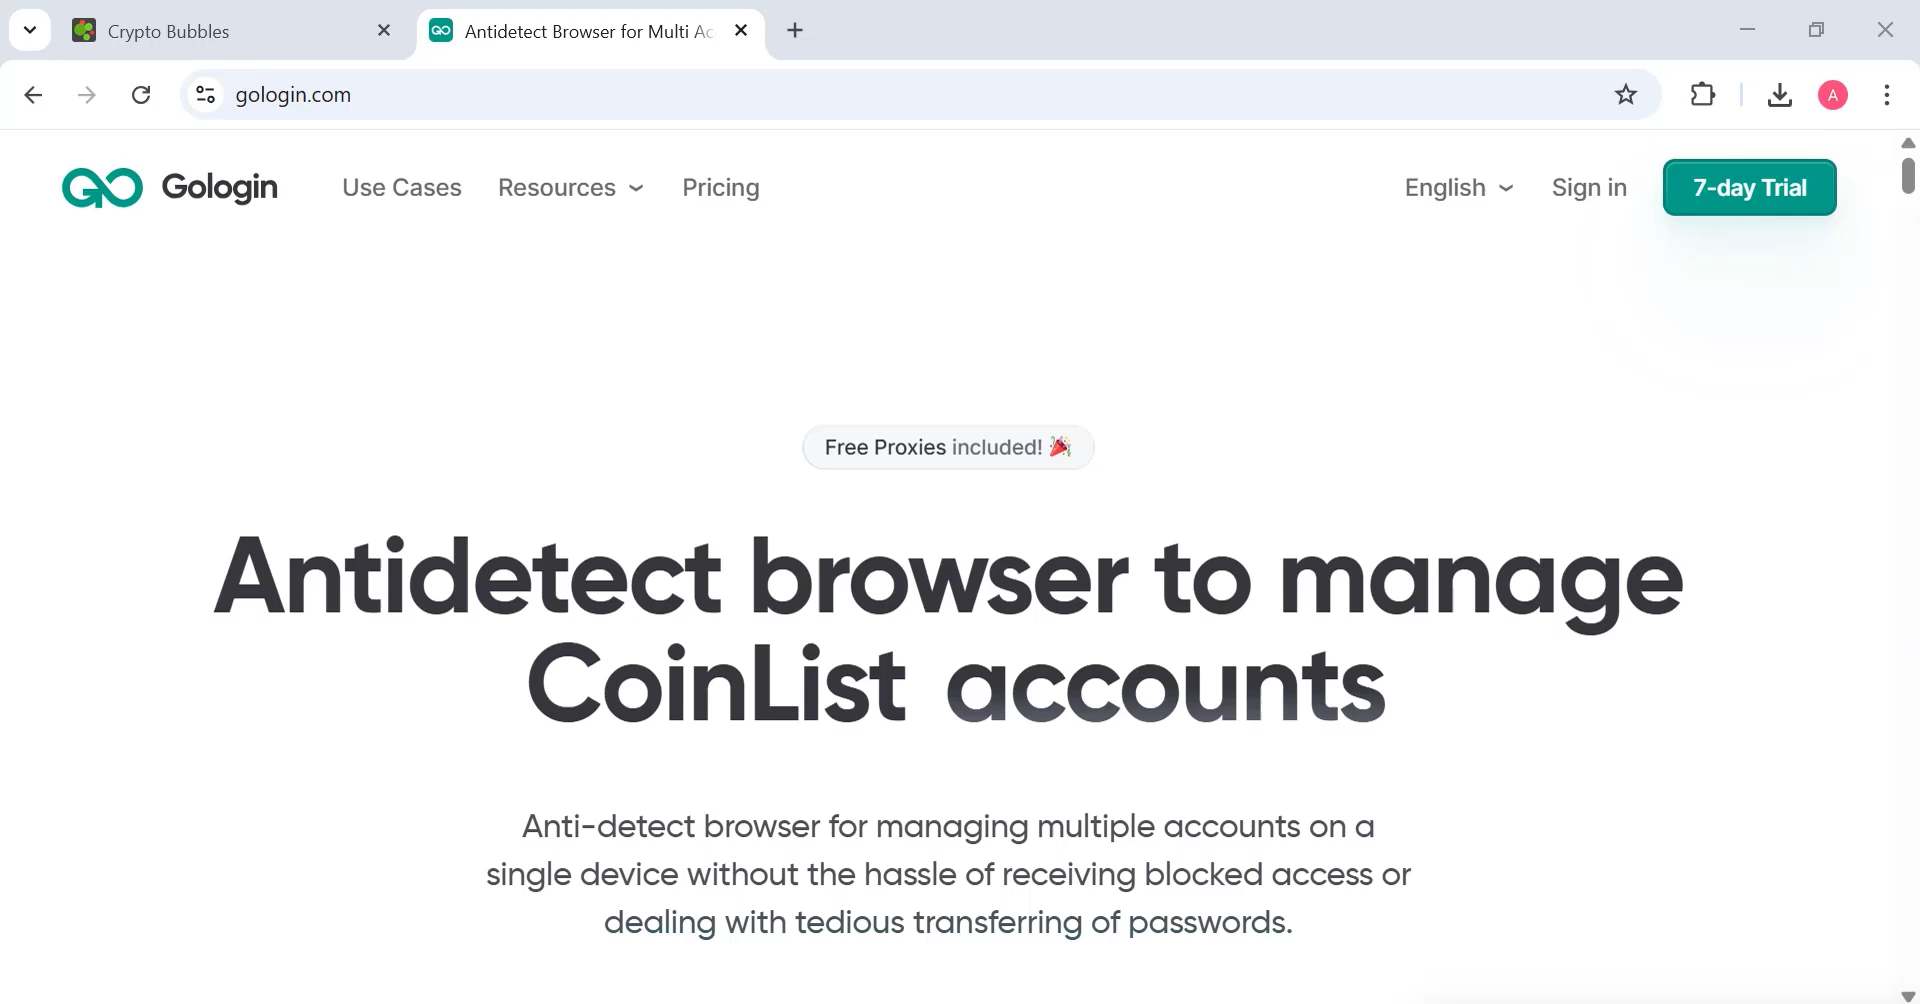 Crypto Bubbles
Antidetect Browser for Multi Ac
gologin.com
A
GO Gologin
Use Cases
Resources
Pricing
English
Sign in
7-day Trial
Free Proxies included! 🎉
Antidetect browser to manage
CoinList accounts
Anti-detect browser for managing multiple accounts on a
single device without the hassle of receiving blocked access or
dealing with tedious transferring of passwords.